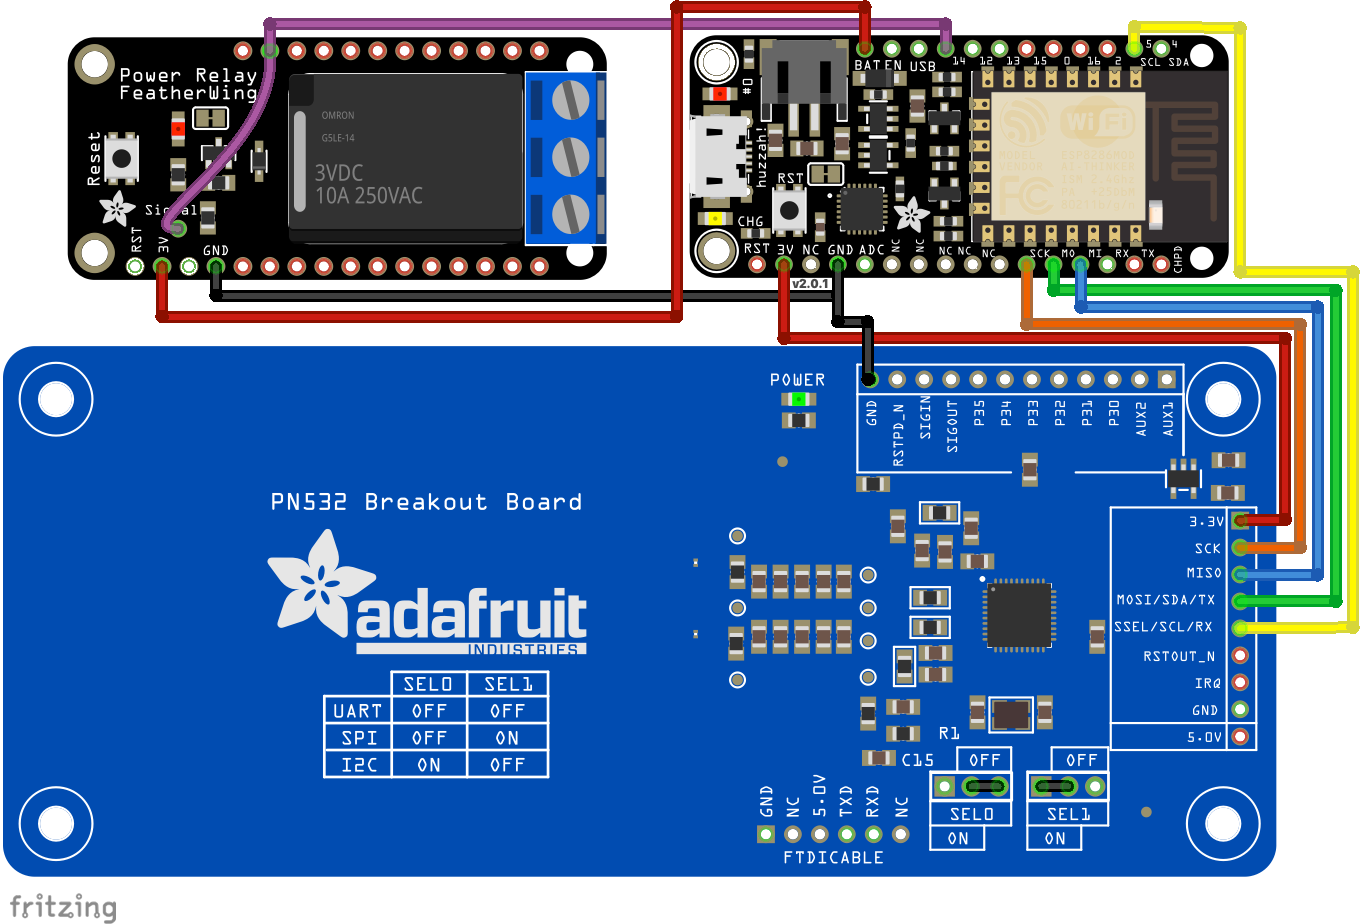 Power Relay
FeatherWing
Reset
OMRON
G5LE-14
3VDC
10A 250VAC
Signal
RST
3V
GND
BAT EN USB
14 12 13 15 0 16 2 SCL SDA
5 4
#0
huzzah!
RST
CHG
WiFi
FC
RST 3V NC GND ADC NC NC NC NC NC SCK MO MI RX TX CHPD
v2.0.1
POWER
GND
RSTPD_N
SIGIN
SIGOUT
P35
P34
P33
P32
P31
P30
AUX2
AUX1
PN532 Breakout Board
adafruit
INDUSTRIES
SEL0 SEL1
UART OFF OFF
SPI OFF ON
I2C ON OFF
3.3V
SCK
MISO
MOSI/SDA/TX
SSEL/SCL/RX
RSTOUT_N
IRQ
GND
5.0V
R1
C15
OFF OFF
SEL0 SEL1
ON ON
GND
NC
5.0V
TXD
RXD
NC
FTDICABLE
fritzing